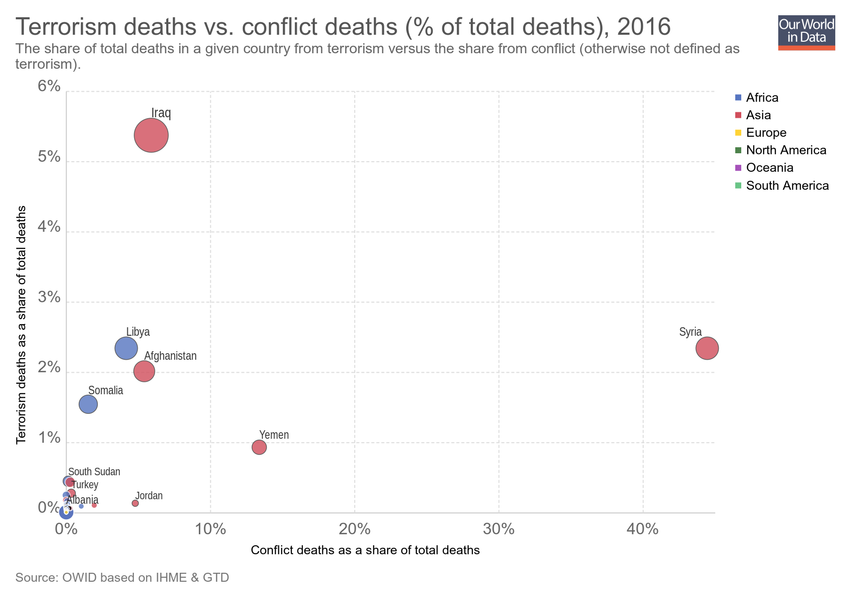 Terrorism deaths vs. conflict deaths (% of total deaths), 2016
Our World
in Data
The share of total deaths in a given country from terrorism versus the share from conflict (otherwise not defined as
terrorism).
6%
5%
4%
3%
2%
1%
0%
Terrorism deaths as a share of total deaths
Iraq
Libya
Syria
Afghanistan
Somalia
Yemen
South Sudan
Turkey
Jordan
Albania
0%
10%
20%
30%
40%
Conflict deaths as a share of total deaths
Africa
Asia
Europe
North America
Oceania
South America
Source: OWID based on IHME & GTD